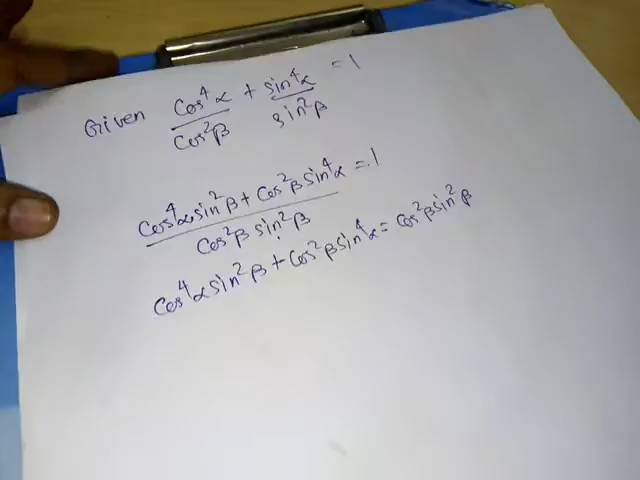 Given cos⁴α/cos²β + sin⁴α/sin²β = 1
(cos⁴α sin²β + cos²β sin⁴α)/(cos²β sin²β) = 1
cos⁴α sin²β + cos²β sin⁴α = cos²β sin²β